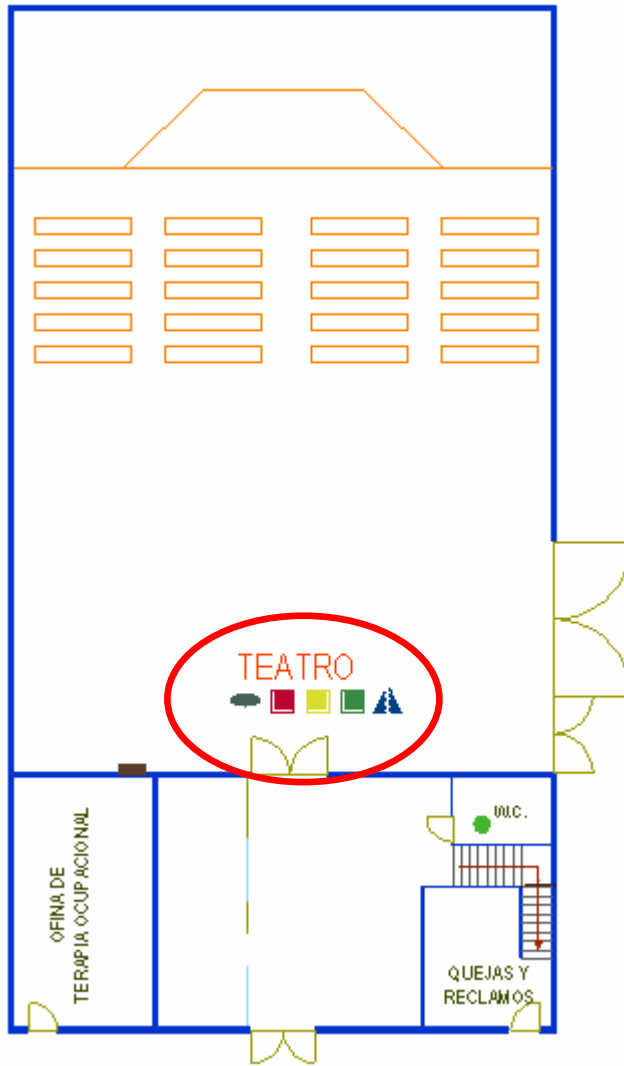 TEATRO
W.C.
OFINA DE
TERAPIA OCUPACIONAL
QUEJAS Y
RECLAMOS